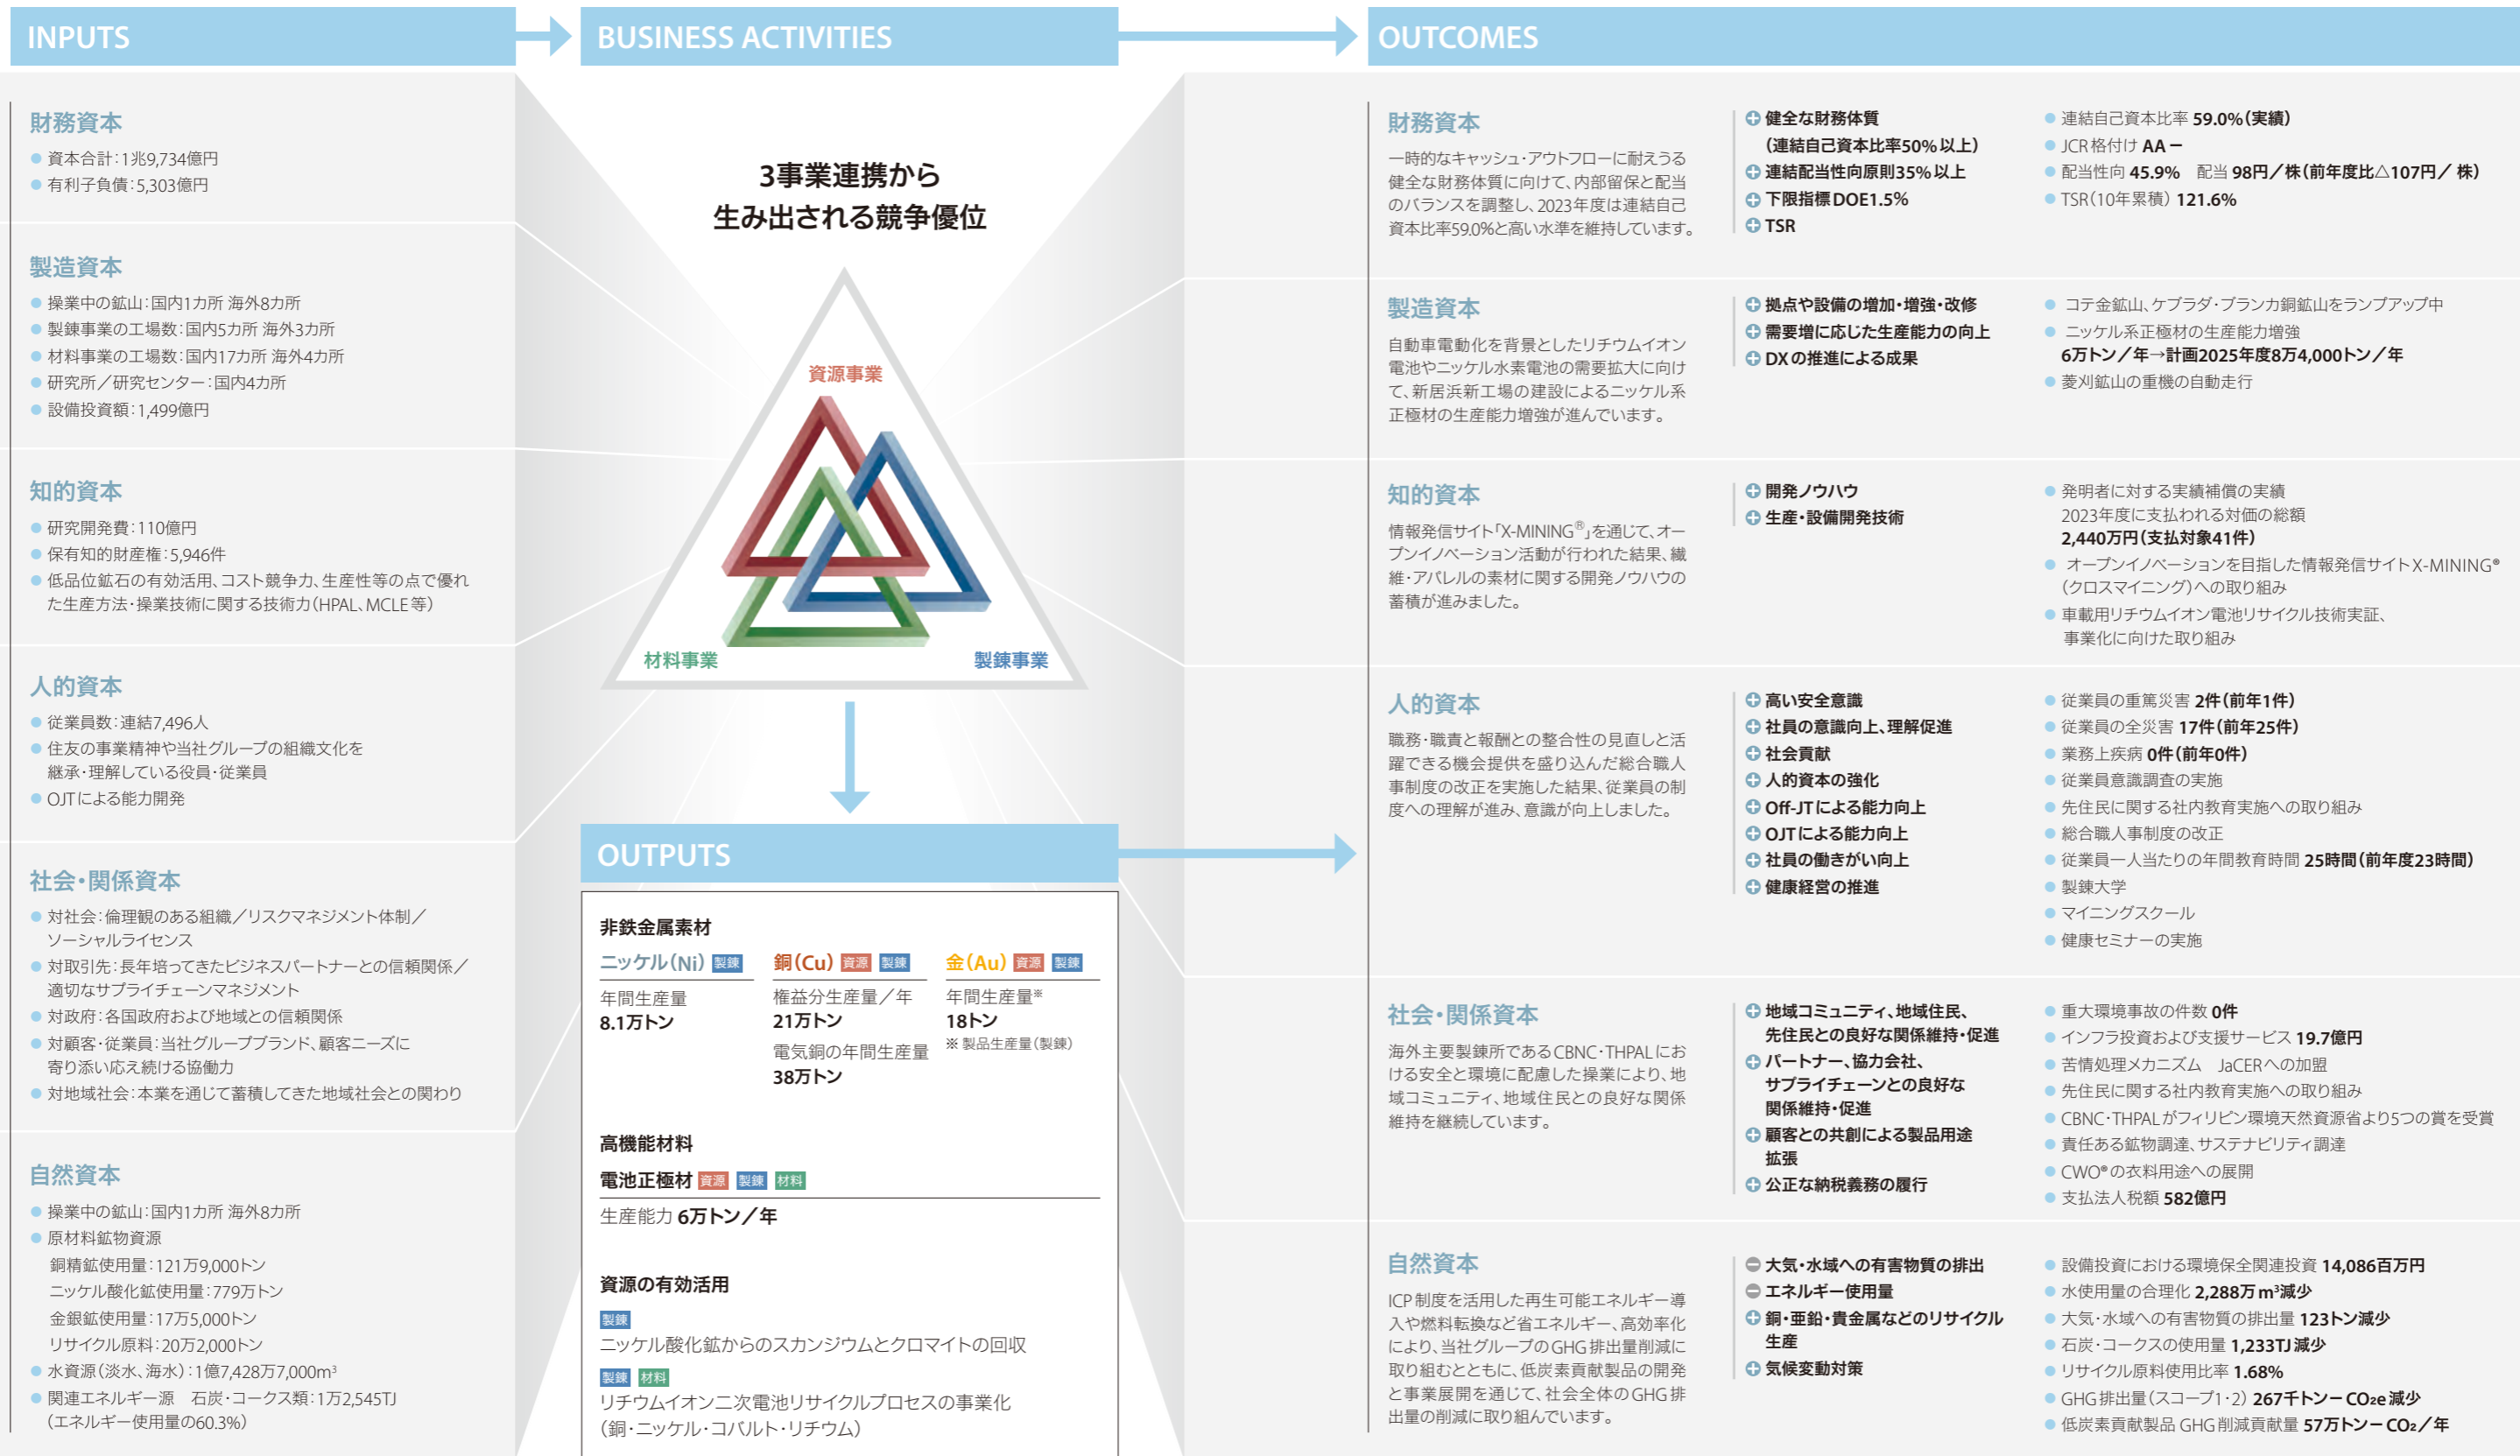 INPUTS
財務資本
資本合計：1兆9,734億円
有利子負債：5,303億円
製造資本
操業中の鉱山：国内1カ所 海外8カ所
製錬事業の工場数：国内5カ所 海外3カ所
材料事業の工場数：国内17カ所 海外4カ所
研究所／研究センター：国内4カ所
設備投資額：1,499億円
知的資本
研究開発費：110億円
保有知的財産権：5,946件
低品位鉱石の有効活用、コスト競争力、生産性等の点で優れ
た生産方法・操業技術に関する技術力（HPAL、MCLE等）
人的資本
従業員数：連結7,496人
住友の事業精神や当社グループの組織文化を
継承・理解している役員・従業員
OJTによる能力開発
社会・関係資本
対社会：倫理観のある組織／リスクマネジメント体制／
ソーシャルライセンス
対取引先：長年培ってきたビジネスパートナーとの信頼関係／
適切なサプライチェーンマネジメント
対政府：各国政府および地域との信頼関係
対顧客・従業員：当社グループブランド、顧客ニーズに
寄り添い応え続ける協働力
対地域社会：本業を通じて蓄積してきた地域社会との関わり
自然資本
操業中の鉱山：国内1カ所 海外8カ所
原材料鉱物資源
銅精鉱使用量：121万9,000トン
ニッケル酸化鉱使用量：779万トン
金銀鉱使用量：17万5,000トン
リサイクル原料：20万2,000トン
水資源（淡水、海水）：1億7,428万7,000m³
関連エネルギー源　石炭・コークス類：1万2,545TJ
（エネルギー使用量の60.3%）
BUSINESS ACTIVITIES
3事業連携から
生み出される競争優位
資源事業
材料事業
製錬事業
OUTPUTS
非鉄金属素材
ニッケル（Ni） 製錬
年間生産量
8.1万トン
銅（Cu） 資源 製錬
権益分生産量／年
21万トン
電気銅の年間生産量
38万トン
金（Au） 資源 製錬
年間生産量※
18トン
※ 製品生産量（製錬）
高機能材料
電池正極材 資源 製錬 材料
生産能力 6万トン／年
資源の有効活用
製錬
ニッケル酸化鉱からのスカンジウムとクロマイトの回収
製錬 材料
リチウムイオン二次電池リサイクルプロセスの事業化
（銅・ニッケル・コバルト・リチウム）
OUTCOMES
財務資本
一時的なキャッシュ・アウトフローに耐えうる
健全な財務体質に向けて、内部留保と配当
のバランスを調整し、2023年度は連結自己
資本比率59.0%と高い水準を維持しています。
健全な財務体質
（連結自己資本比率50%以上）
連結配当性向原則35%以上
下限指標DOE1.5%
TSR
連結自己資本比率 59.0%（実績）
JCR格付け AA－
配当性向 45.9%　配当 98円／株（前年度比△107円／ 株）
TSR（10年累積） 121.6%
製造資本
自動車電動化を背景としたリチウムイオン
電池やニッケル水素電池の需要拡大に向け
て、新居浜新工場の建設によるニッケル系
正極材の生産能力増強が進んでいます。
拠点や設備の増加・増強・改修
需要増に応じた生産能力の向上
DXの推進による成果
コテ金鉱山、ケブラダ・ブランカ銅鉱山をランプアップ中
ニッケル系正極材の生産能力増強
6万トン／年→計画2025年度8万4,000トン／年
菱刈鉱山の重機の自動走行
知的資本
情報発信サイト「X-MINING®」を通じて、オー
プンイノベーション活動が行われた結果、繊
維・アパレルの素材に関する開発ノウハウの
蓄積が進みました。
開発ノウハウ
生産・設備開発技術
発明者に対する実績補償の実績
2023年度に支払われる対価の総額
2,440万円（支払対象41件）
オープンイノベーションを目指した情報発信サイトX-MINING®
（クロスマイニング）への取り組み
車載用リチウムイオン電池リサイクル技術実証、
事業化に向けた取り組み
人的資本
職務・職責と報酬との整合性の見直しと活
躍できる機会提供を盛り込んだ総合職人
事制度の改正を実施した結果、従業員の制
度への理解が進み、意識が向上しました。
高い安全意識
社員の意識向上、理解促進
社会貢献
人的資本の強化
Off-JTによる能力向上
OJTによる能力向上
社員の働きがい向上
健康経営の推進
従業員の重篤災害 2件（前年1件）
従業員の全災害 17件（前年25件）
業務上疾病 0件（前年0件）
従業員意識調査の実施
先住民に関する社内教育実施への取り組み
総合職人事制度の改正
従業員一人当たりの年間教育時間 25時間（前年度23時間）
製錬大学
マイニングスクール
健康セミナーの実施
社会・関係資本
海外主要製錬所であるCBNC・THPALにお
ける安全と環境に配慮した操業により、地
域コミュニティ、地域住民との良好な関係
維持を継続しています。
地域コミュニティ、地域住民、
先住民との良好な関係維持・促進
パートナー、協力会社、
サプライチェーンとの良好な
関係維持・促進
顧客との共創による製品用途
拡張
公正な納税義務の履行
重大環境事故の件数 0件
インフラ投資および支援サービス 19.7億円
苦情処理メカニズム　JaCERへの加盟
先住民に関する社内教育実施への取り組み
CBNC・THPALがフィリピン環境天然資源省より5つの賞を受賞
責任ある鉱物調達、サステナビリティ調達
CWO®の衣料用途への展開
支払法人税額 582億円
自然資本
ICP制度を活用した再生可能エネルギー導
入や燃料転換など省エネルギー、高効率化
により、当社グループのGHG排出量削減に
取り組むとともに、低炭素貢献製品の開発
と事業展開を通じて、社会全体のGHG排
出量の削減に取り組んでいます。
大気・水域への有害物質の排出
エネルギー使用量
銅・亜鉛・貴金属などのリサイクル
生産
気候変動対策
設備投資における環境保全関連投資 14,086百万円
水使用量の合理化 2,288万m³減少
大気・水域への有害物質の排出量 123トン減少
石炭・コークスの使用量 1,233TJ減少
リサイクル原料使用比率 1.68%
GHG排出量（スコープ1・2） 267千トン－CO₂e減少
低炭素貢献製品 GHG削減貢献量 57万トン－CO₂／年